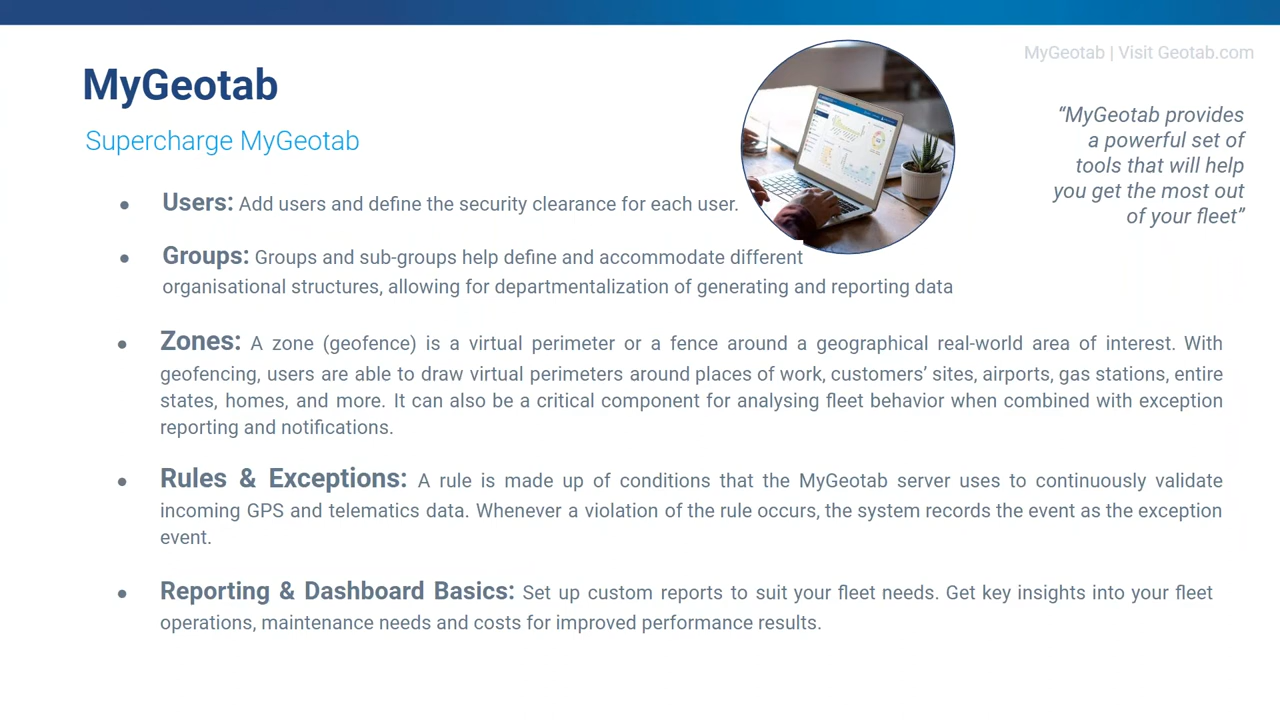 MyGeotab | Visit Geotab.com
MyGeotab
Supercharge MyGeotab
“MyGeotab provides
a powerful set of
tools that will help
you get the most out
of your fleet”
● Users: Add users and define the security clearance for each user.
● Groups: Groups and sub-groups help define and accommodate different
organisational structures, allowing for departmentalization of generating and reporting data
● Zones: A zone (geofence) is a virtual perimeter or a fence around a geographical real-world area of interest. With
geofencing, users are able to draw virtual perimeters around places of work, customers’ sites, airports, gas stations, entire
states, homes, and more. It can also be a critical component for analysing fleet behavior when combined with exception
reporting and notifications.
● Rules & Exceptions: A rule is made up of conditions that the MyGeotab server uses to continuously validate
incoming GPS and telematics data. Whenever a violation of the rule occurs, the system records the event as the exception
event.
● Reporting & Dashboard Basics: Set up custom reports to suit your fleet needs. Get key insights into your fleet
operations, maintenance needs and costs for improved performance results.